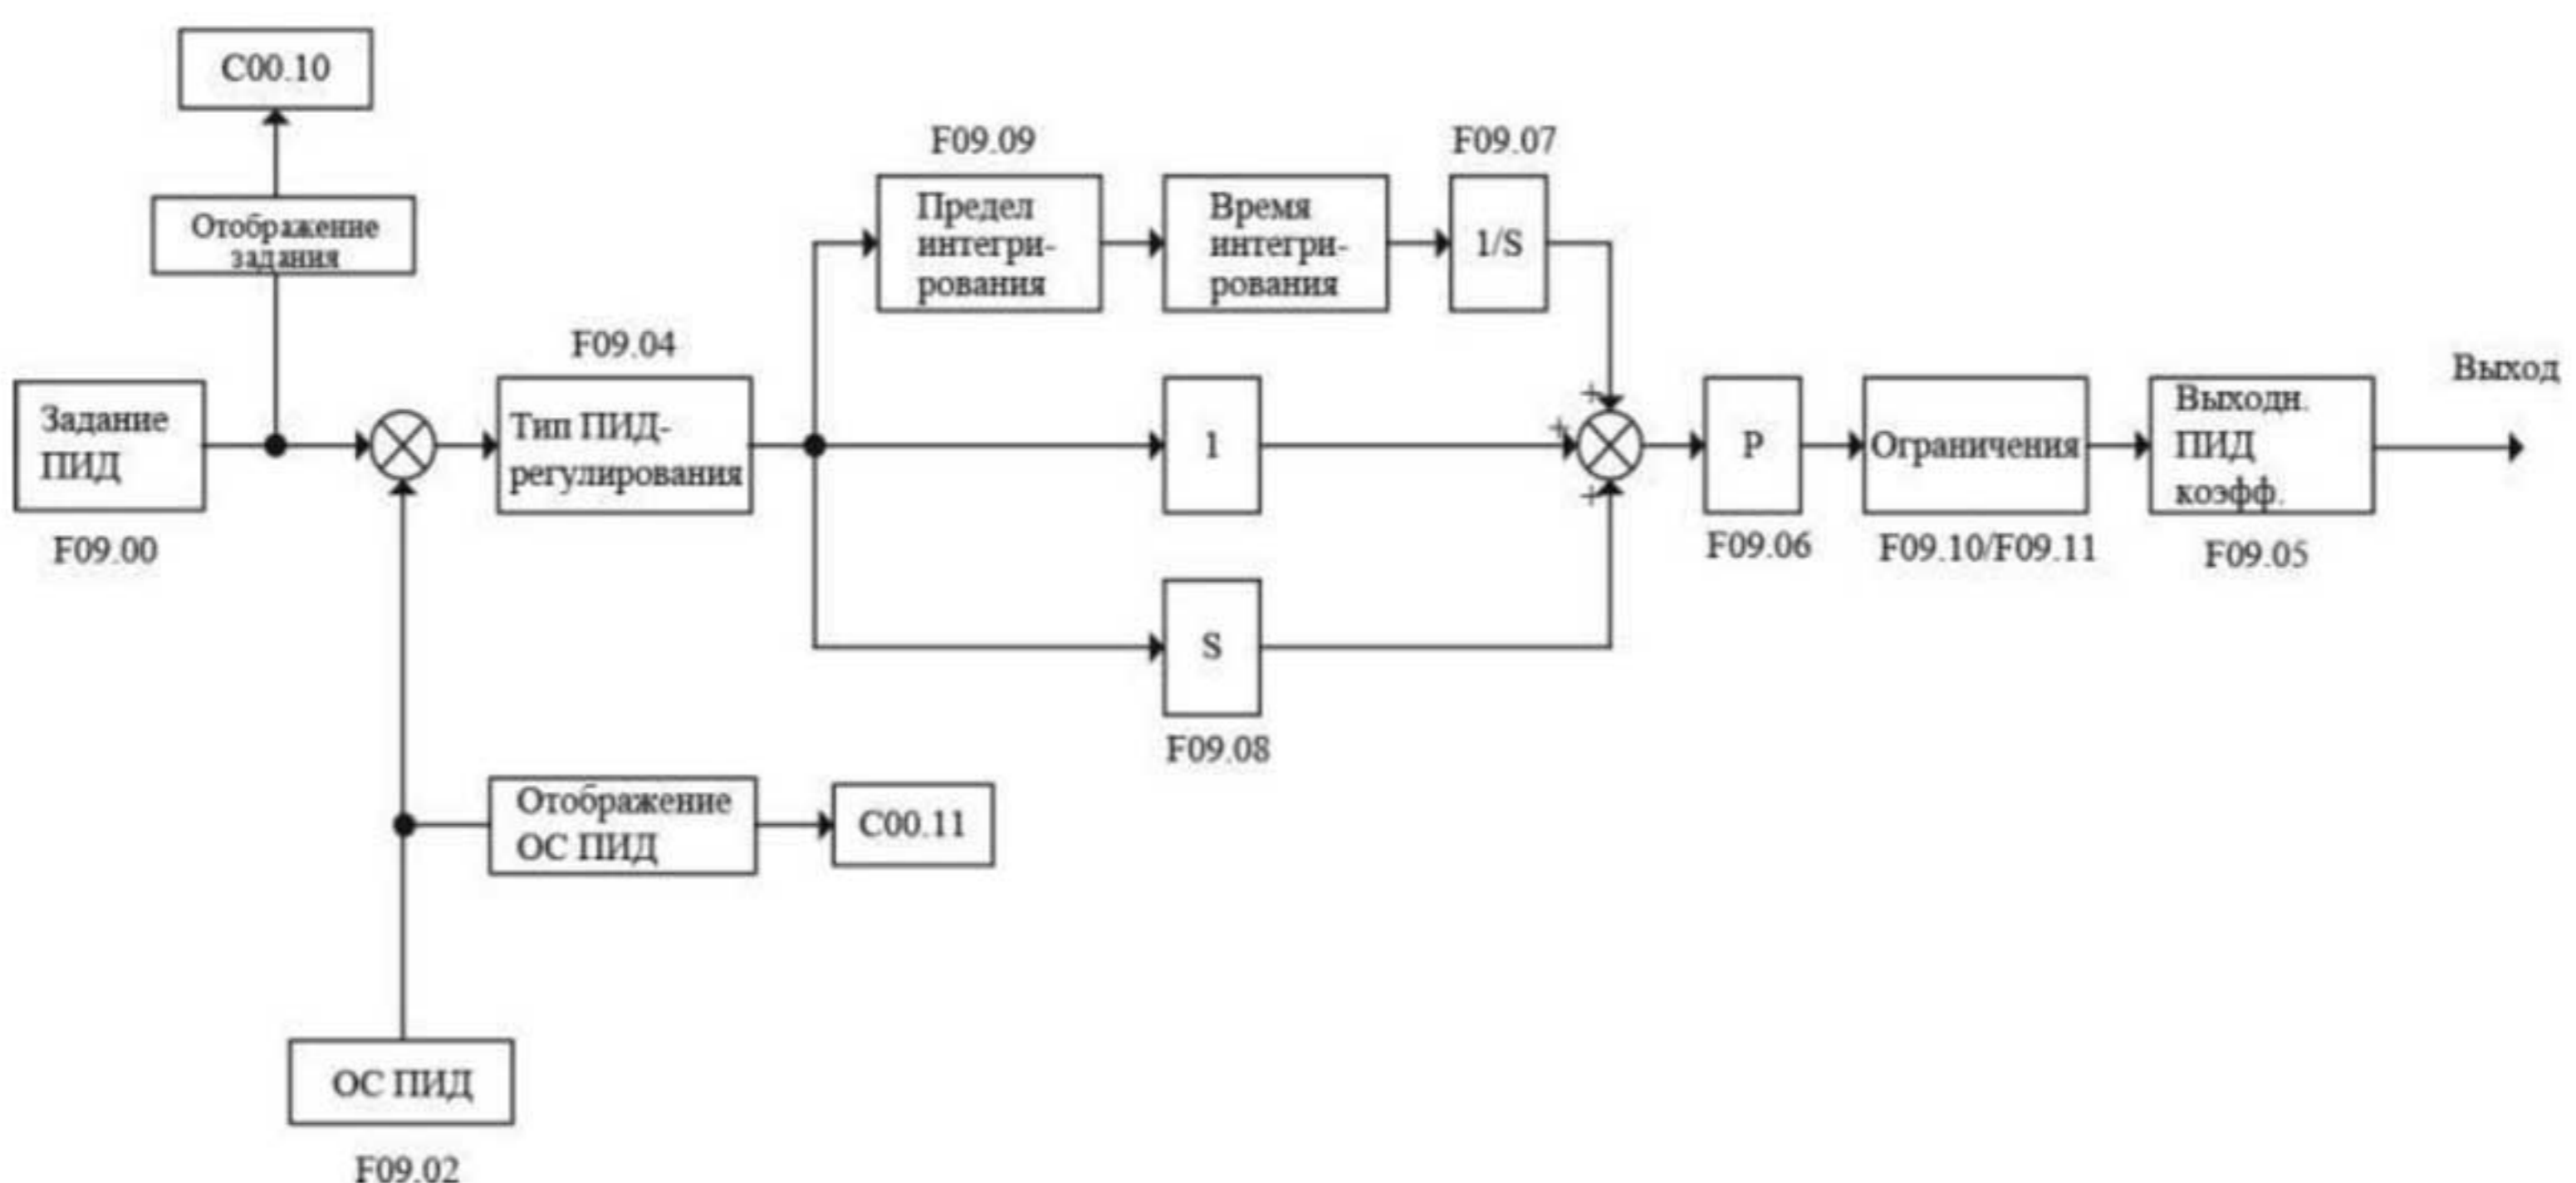 C00.10
Отображение
задания
Задание
ПИД
F09.00
F09.04
Тип ПИД-
регулирования
F09.09
Предел
интегри-
рования
Время
интегри-
рования
F09.07
1/S
1
S
F09.08
+
+
+
P
F09.06
Ограничения
F09.10/F09.11
Выходн.
ПИД
коэфф.
F09.05
Выход
Отображение
ОС ПИД
C00.11
ОС ПИД
F09.02